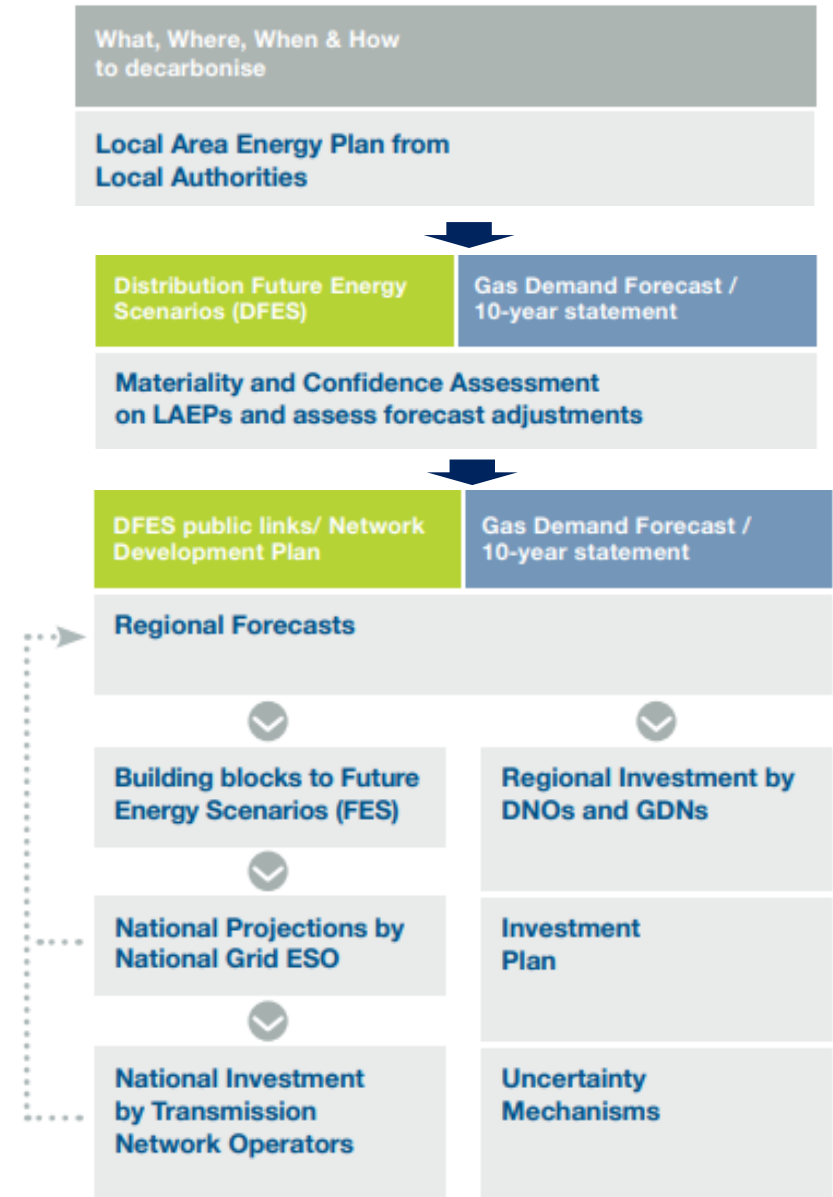 What, Where, When & How
to decarbonise
Local Area Energy Plan from
Local Authorities
Distribution Future Energy
Scenarios (DFES)
Gas Demand Forecast /
10-year statement
Materiality and Confidence Assessment
on LAEPs and assess forecast adjustments
DFES public links/ Network
Development Plan
Gas Demand Forecast /
10-year statement
Regional Forecasts
Building blocks to Future
Energy Scenarios (FES)
Regional Investment by
DNOs and GDNs
National Projections by
National Grid ESO
Investment
Plan
National Investment
by Transmission
Network Operators
Uncertainty
Mechanisms